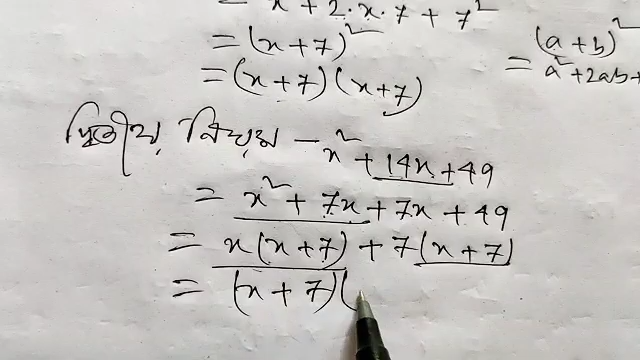 = x + 2·x·7 + 7²
= (x+7)²
= (x+7)(x+7)
(a+b)²
= a²+2ab+
দ্বিতীয় নিয়ম - x² + 14x + 49
= x² + 7x + 7x + 49
= x(x+7) + 7(x+7)
= (x+7)(